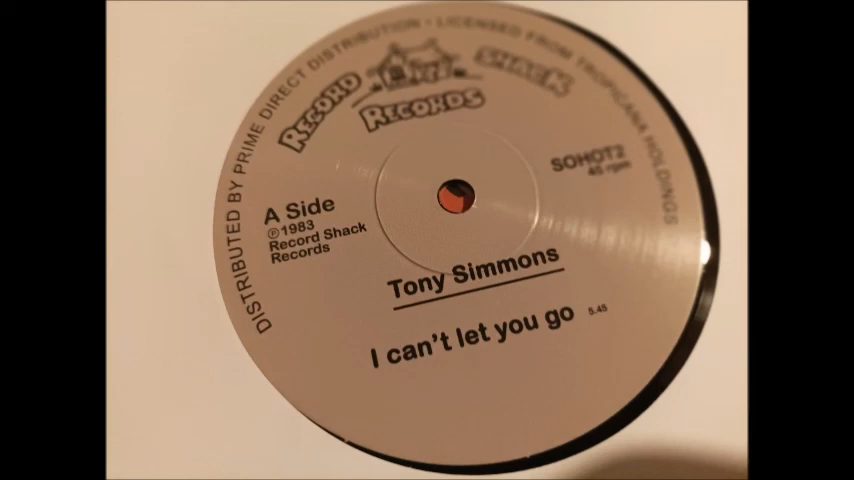 DISTRIBUTED BY PRIME DIRECT DISTRIBUTION • LICENSED FROM TROPICANA HOLDINGS
RECORD SHACK
RECORDS
SOHOT2
45 rpm
A Side
℗1983
Record Shack
Records
Tony Simmons
I can't let you go 5.45